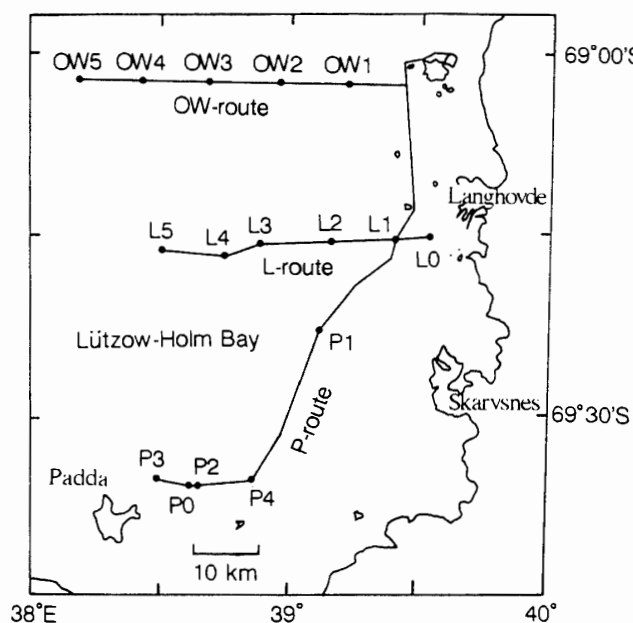 OW5 OW4 OW3 OW2 OW1
69°00'S
OW-route
Langhovde
L5 L4 L3 L2 L1
L0
L-route
Lützow-Holm Bay
P1
Skarvsnes
69°30'S
P-route
Padda
P3 P2
P0 P4
10 km
38°E 39° 40°